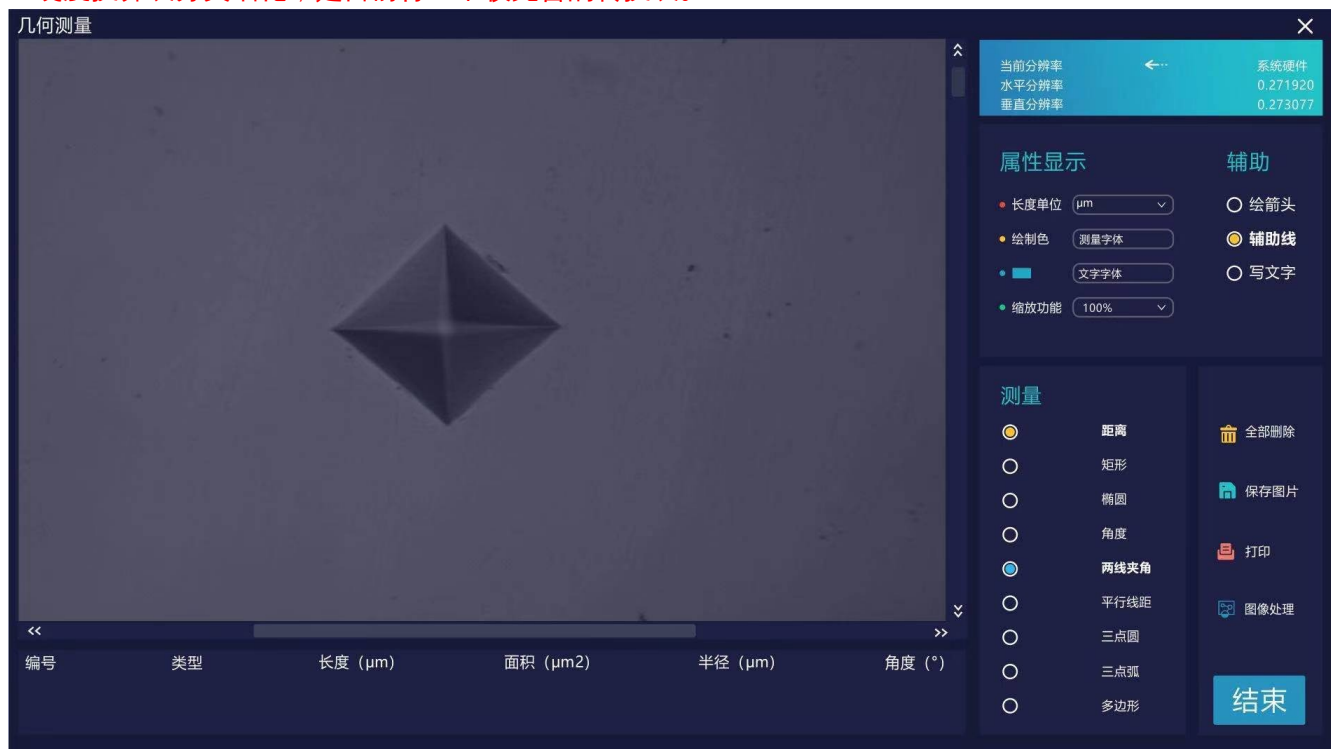 几何测量
当前分辨率 系统硬件
水平分辨率 0.271920
垂直分辨率 0.273077
属性显示
长度单位 μm
绘制色 测量字体
文字字体
缩放功能 100%
辅助
绘箭头
辅助线
写文字
测量
距离
矩形
椭圆
角度
两线夹角
平行线距
三点圆
三点弧
多边形
全部删除
保存图片
打印
图像处理
结束
编号 类型 长度（μm） 面积（μm2） 半径（μm） 角度（°）